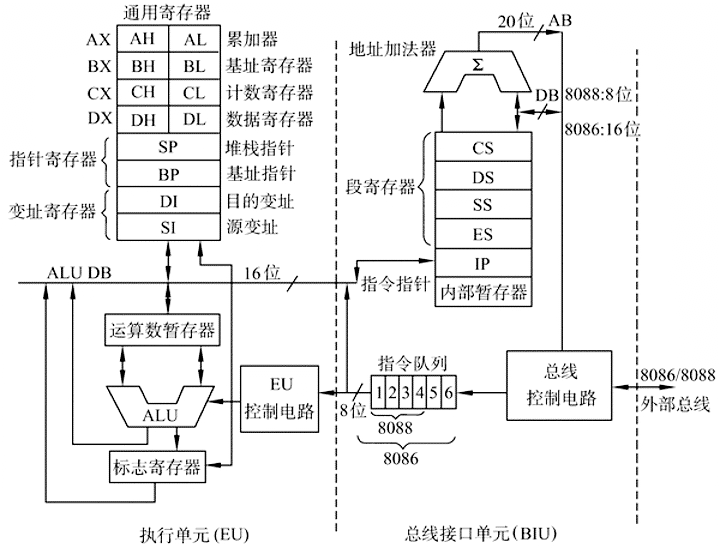 通用寄存器
AX AH AL 累加器
BX BH BL 基址寄存器
CX CH CL 计数寄存器
DX DH DL 数据寄存器
指针寄存器
SP 堆栈指针
BP 基址指针
变址寄存器
DI 目的变址
SI 源变址
ALU DB
16位
运算数暂存器
ALU
标志寄存器
EU
控制电路
执行单元(EU)
20位 AB
地址加法器
Σ
DB 8088:8位
8086:16位
段寄存器
CS
DS
SS
ES
指令指针
IP
内部暂存器
指令队列
1 2 3 4 5 6
8位
8088
8086
总线
控制电路
8086/8088
外部总线
总线接口单元(BIU)